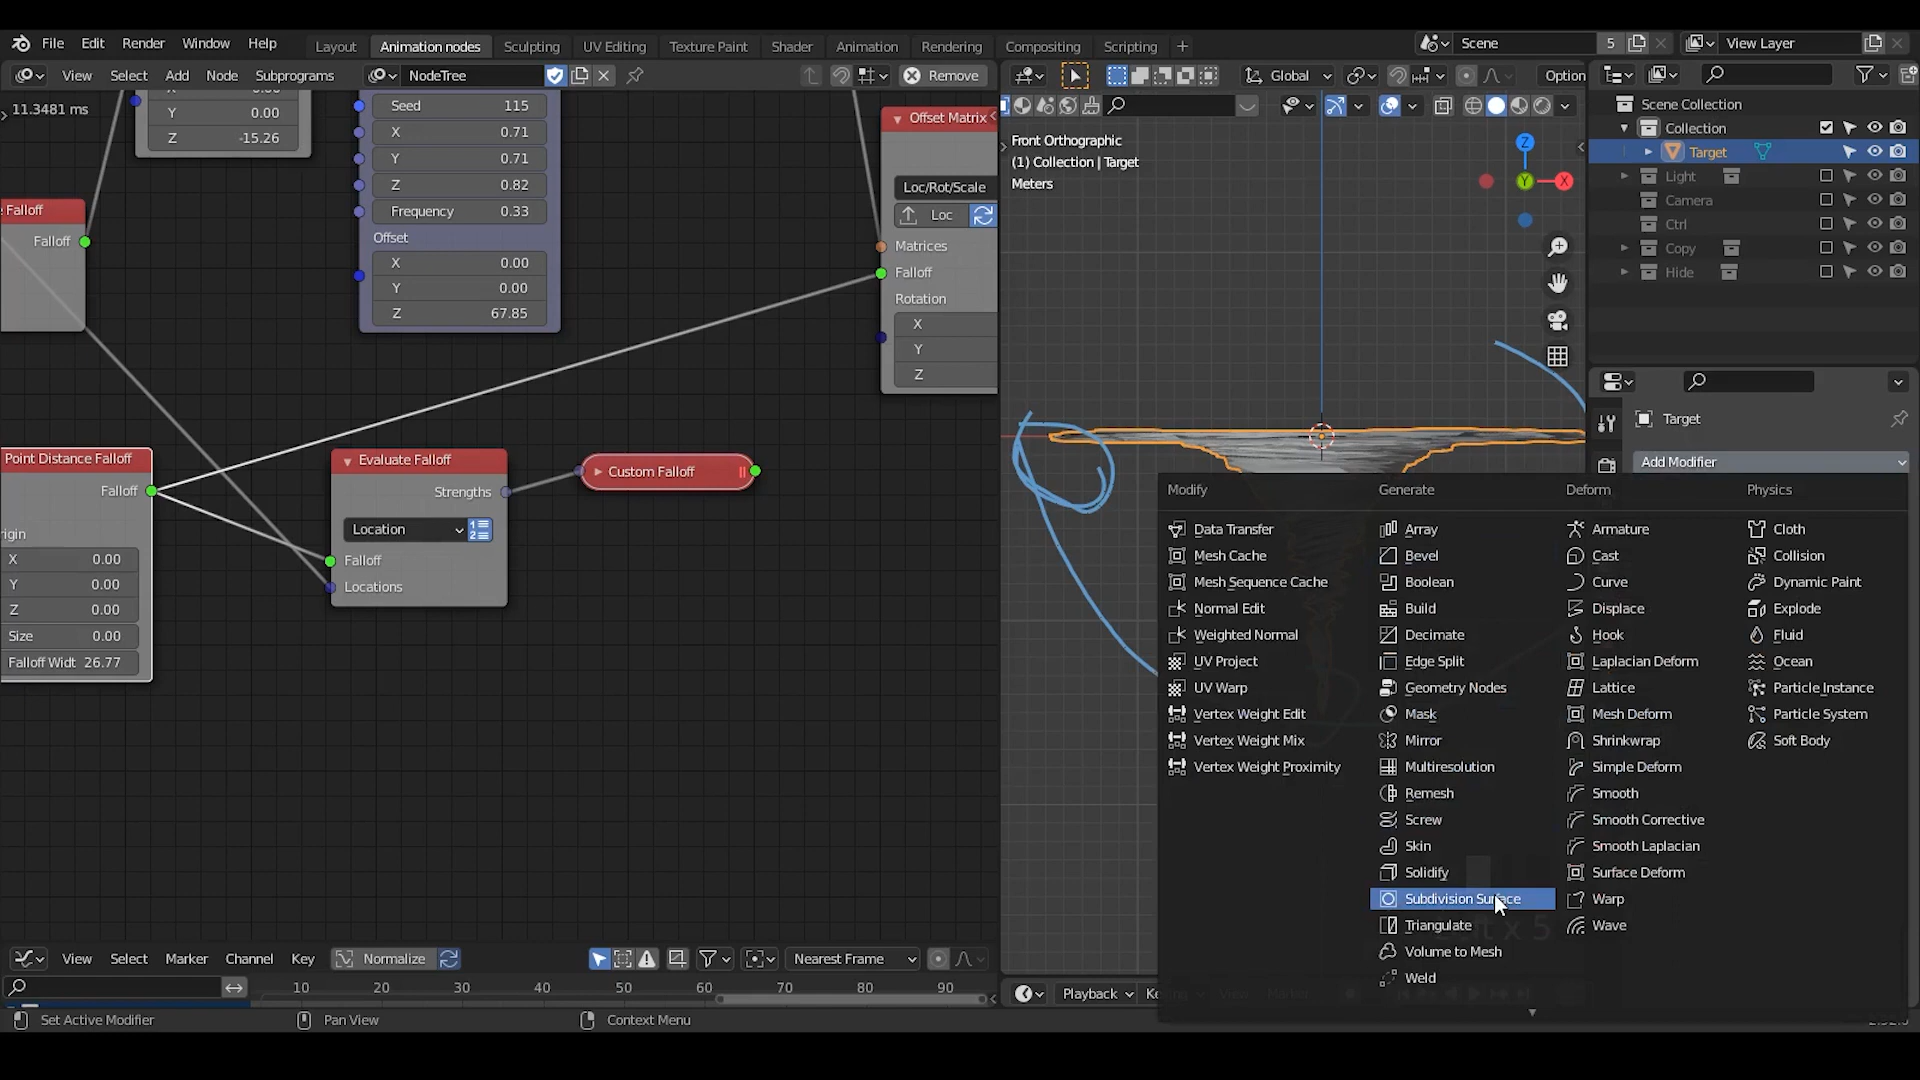 File Edit Render Window Help Layout Animation nodes Sculpting UV Editing Texture Paint Shader Animation Rendering Compositing Scripting + Scene 5 View Layer
View Select Add Node Subprograms NodeTree Remove Global Option
11.3481 ms
Y 0.00
Z -15.26
Seed 115
X 0.71
Y 0.71
Z 0.82
Frequency 0.33
Offset
X 0.00
Y 0.00
Z 67.85
Falloff
Falloff
Offset Matrix
Loc/Rot/Scale
Loc
Matrices
Falloff
Rotation
X
Y
Z
Point Distance Falloff
Falloff
X 0.00
Y 0.00
Z 0.00
Size 0.00
Falloff Widt 26.77
Evaluate Falloff
Strengths
Location
Falloff
Locations
Custom Falloff
Front Orthographic
(1) Collection | Target
Meters
Z
Y
X
Scene Collection
Collection
Target
Light
Camera
Ctrl
Copy
Hide
Target
Add Modifier
Modify
Data Transfer
Mesh Cache
Mesh Sequence Cache
Normal Edit
Weighted Normal
UV Project
UV Warp
Vertex Weight Edit
Vertex Weight Mix
Vertex Weight Proximity
Generate
Array
Bevel
Boolean
Build
Decimate
Edge Split
Geometry Nodes
Mask
Mirror
Multiresolution
Remesh
Screw
Skin
Solidify
Subdivision Surface
Triangulate
Volume to Mesh
Weld
Deform
Armature
Cast
Curve
Displace
Hook
Laplacian Deform
Lattice
Mesh Deform
Shrinkwrap
Simple Deform
Smooth
Smooth Corrective
Smooth Laplacian
Surface Deform
Warp
Wave
Physics
Cloth
Collision
Dynamic Paint
Explode
Fluid
Ocean
Particle Instance
Particle System
Soft Body
View Select Marker Channel Key Normalize Nearest Frame
10 20 30 40 50 60 70 80 90
Playback
Set Active Modifier Pan View Context Menu